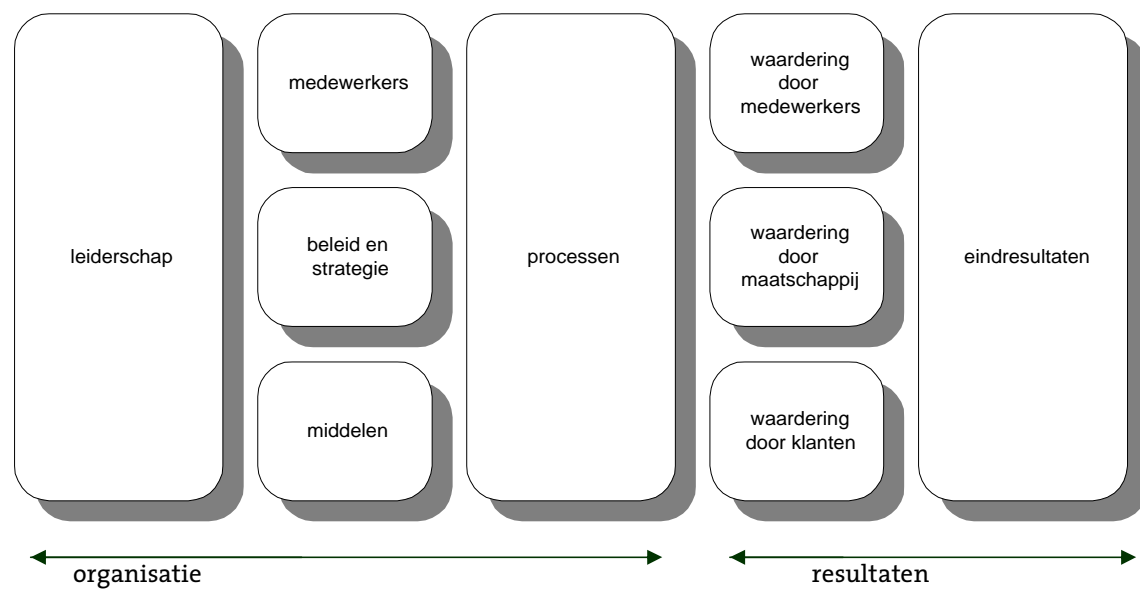 leiderschap
medewerkers
beleid en
strategie
middelen
processen
waardering
door
medewerkers
waardering
door
maatschappij
waardering
door klanten
eindresultaten
organisatie
resultaten